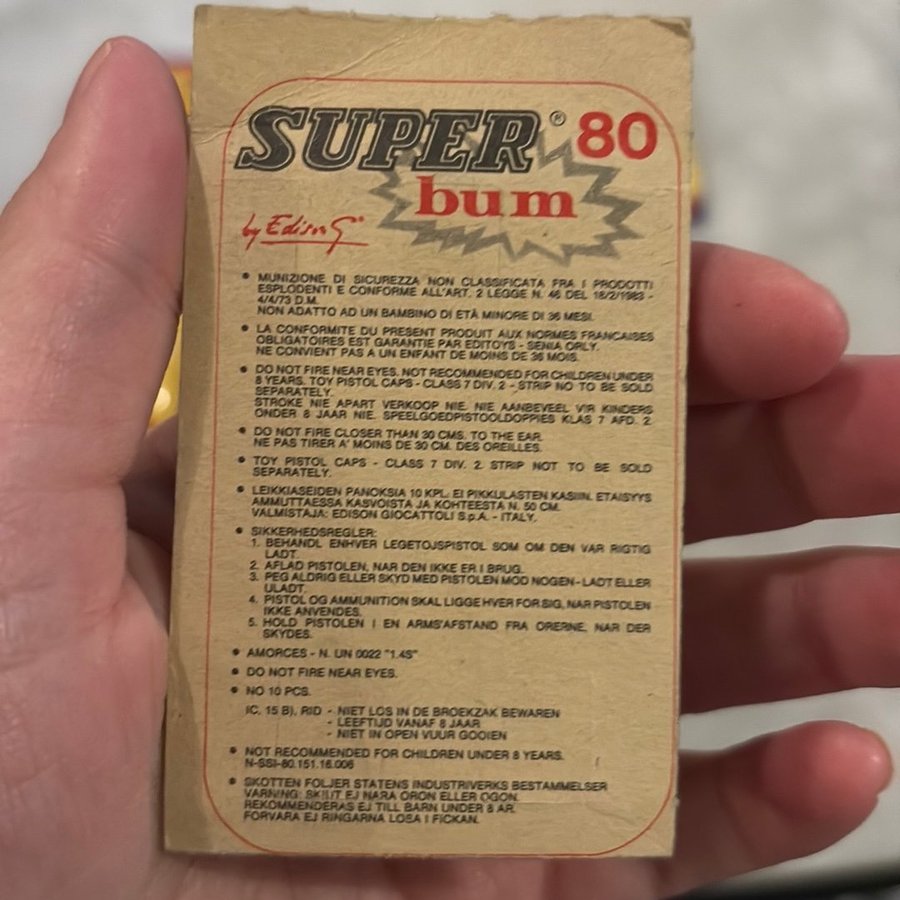 SUPER® 80
bum
by Edison G®
• MUNIZIONE DI SICUREZZA NON CLASSIFICATA FRA I PRODOTTI
ESPLODENTI E CONFORME ALL'ART. 2 LEGGE N. 46 DEL 18/2/1983 -
4/4/73 D.M.
NON ADATTO AD UN BAMBINO DI ETÀ MINORE DI 36 MESI.
• LA CONFORMITE DU PRESENT PRODUIT AUX NORMES FRANCAISES
OBLIGATOIRES EST GARANTIE PAR EDITOYS - SENIA ORLY.
NE CONVIENT PAS A UN ENFANT DE MOINS DE 36 MOIS.
• DO NOT FIRE NEAR EYES. NOT RECOMMENDED FOR CHILDREN UNDER
8 YEARS. TOY PISTOL CAPS - CLASS 7 DIV. 2 - STRIP NO TO BE SOLD
SEPARATELY.
STROKE NIE APART VERKOOP NIE. NIE AANBEVEEL VIR KINDERS
ONDER 8 JAAR NIE. SPEELGOEDPISTOOLDOPPIES KLAS 7 AFD. 2.
• DO NOT FIRE CLOSER THAN 30 CMS. TO THE EAR.
NE PAS TIRER A' MOINS DE 30 CM. DES OREILLES.
• TOY PISTOL CAPS - CLASS 7 DIV. 2. STRIP NOT TO BE SOLD
SEPARATELY.
• LEIKKIASEIDEN PANOKSIA 10 KPL. EI PIKKULASTEN KASIIN. ETAISYYS
AMMUTTAESSA KASVOISTA JA KOHTEESTA N. 50 CM.
VALMISTAJA: EDISON GIOCATTOLI S.p.A. - ITALY.
• SIKKERHEDSREGLER:
1. BEHANDL ENHVER LEGETOJSPISTOL SOM OM DEN VAR RIGTIG
LADT.
2. AFLAD PISTOLEN, NAR DEN IKKE ER I BRUG.
3. PEG ALDRIG ELLER SKYD MED PISTOLEN MOD NOGEN - LADT ELLER
ULADT.
4. PISTOL OG AMMUNITION SKAL LIGGE HVER FOR SIG, NAR PISTOLEN
IKKE ANVENDES.
5. HOLD PISTOLEN I EN ARMS'AFSTAND FRA ORERNE, NAR DER
SKYDES.
• AMORCES - N. UN 0022 "1.4S"
• DO NOT FIRE NEAR EYES.
• NO 10 PCS.
IC. 15 B). RID - NIET LOS IN DE BROEKZAK BEWAREN
- LEEFTIJD VANAF 8 JAAR
- NIET IN OPEN VUUR GOOIEN
• NOT RECOMMENDED FOR CHILDREN UNDER 8 YEARS.
N-SSI-80.151.16.006
• SKOTTEN FOLJER STATENS INDUSTRIVERKS BESTAMMELSER
VARNING: SKJUT EJ NARA ORON ELLER OGON.
REKOMMENDERAS EJ TILL BARN UNDER 8 AR.
FORVARA EJ RINGARNA LOSA I FICKAN.